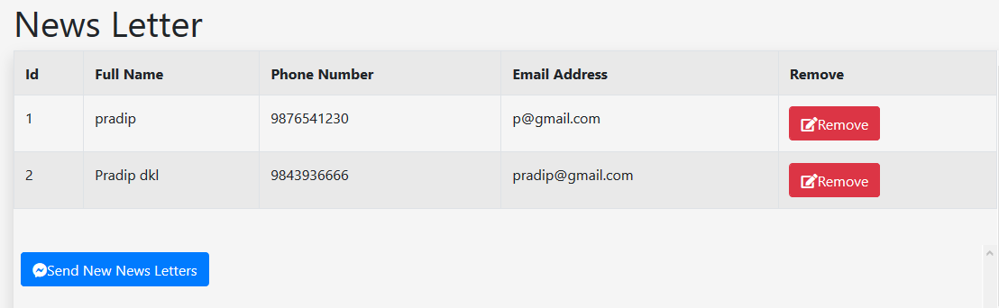 News Letter
Id Full Name Phone Number Email Address Remove
1 pradip 9876541230 p@gmail.com Remove
2 Pradip dkl 9843936666 pradip@gmail.com Remove
Send New News Letters